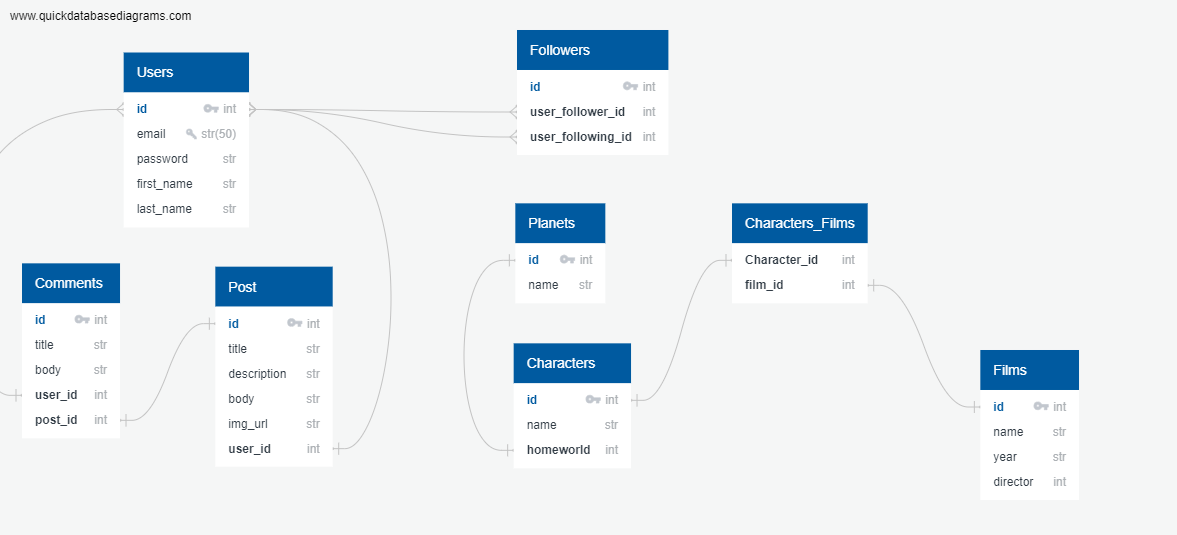 www.quickdatabasediagrams.com
Users
id int
email str(50)
password str
first_name str
last_name str
Followers
id int
user_follower_id int
user_following_id int
Planets
id int
name str
Characters_Films
Character_id int
film_id int
Comments
id int
title str
body str
user_id int
post_id int
Post
id int
title str
description str
body str
img_url str
user_id int
Characters
id int
name str
homeworld int
Films
id int
name str
year str
director int